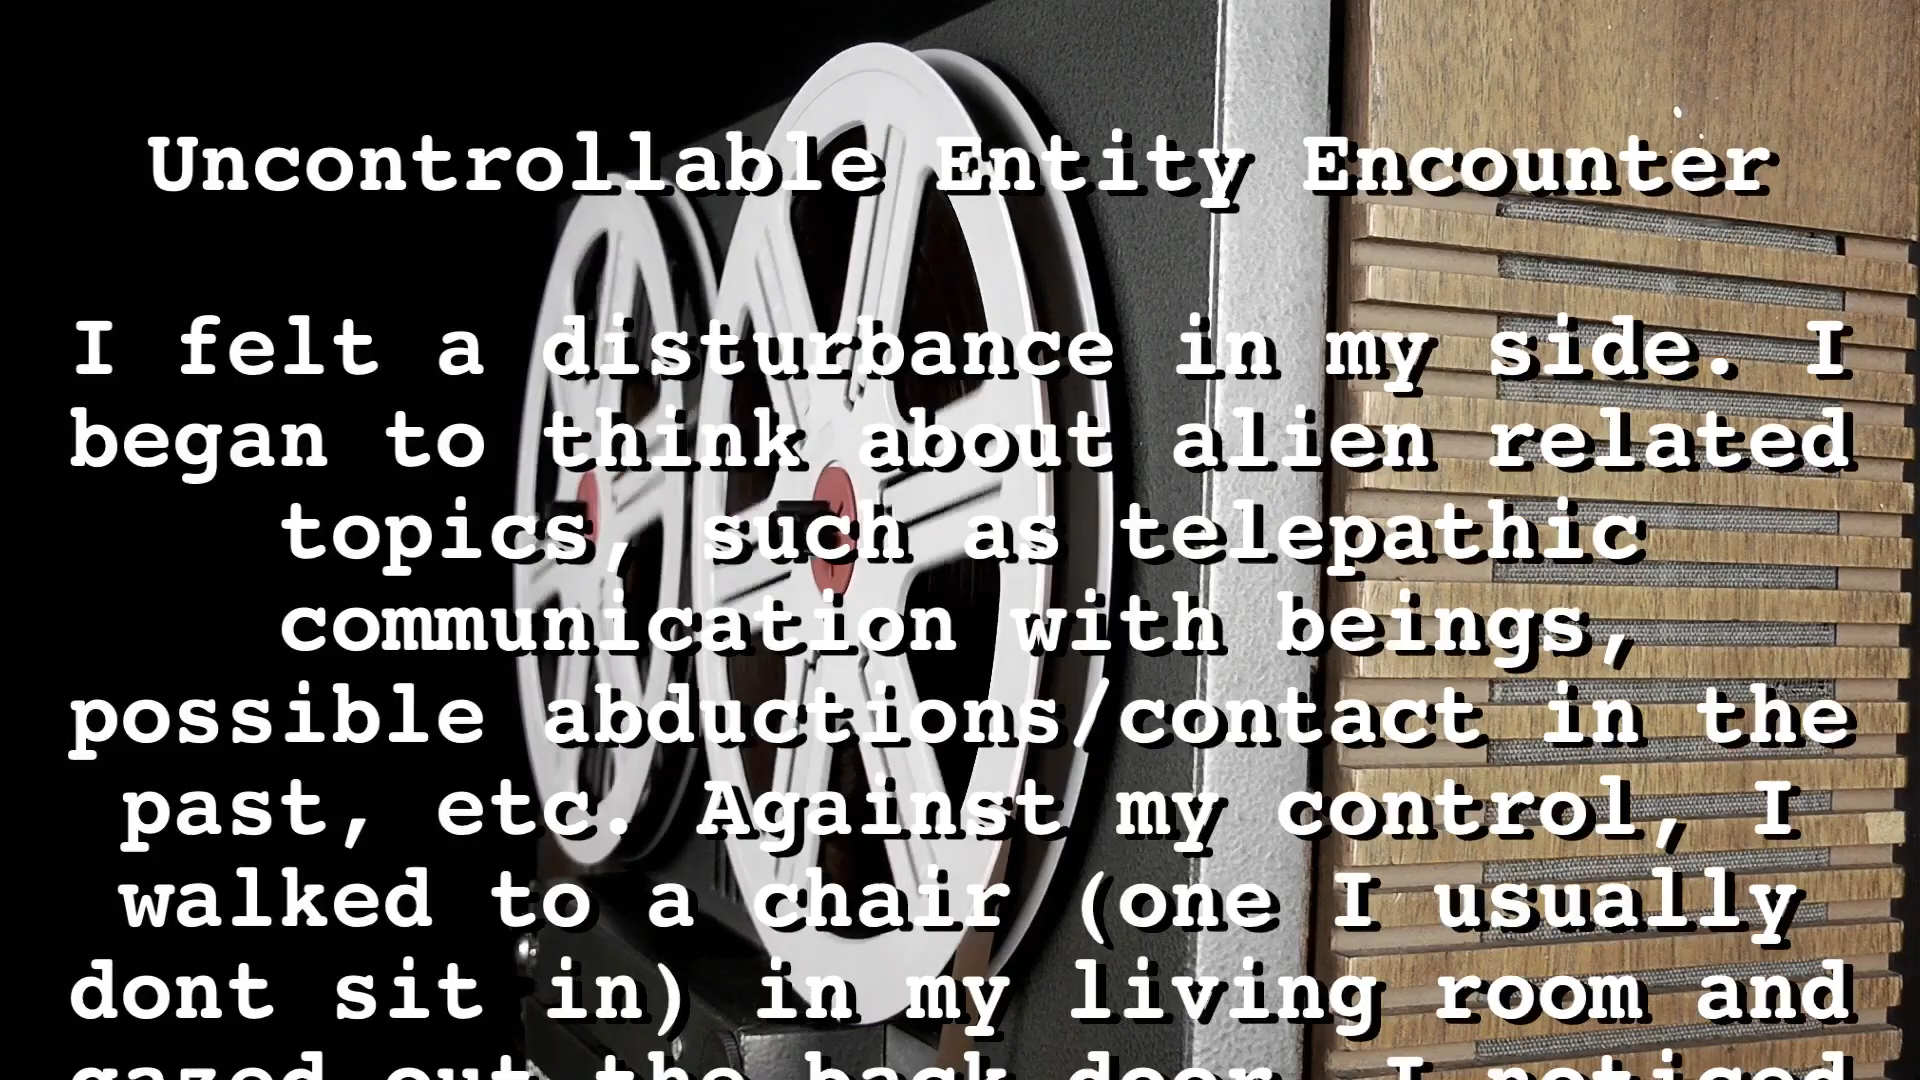 Uncontrollable Entity Encounter
I felt a disturbance in my side. I
began to think about alien related
topics, such as telepathic
communication with beings,
possible abductions/contact in the
past, etc. Against my control, I
walked to a chair (one I usually
dont sit in) in my living room and
gazed out the back door. I noticed